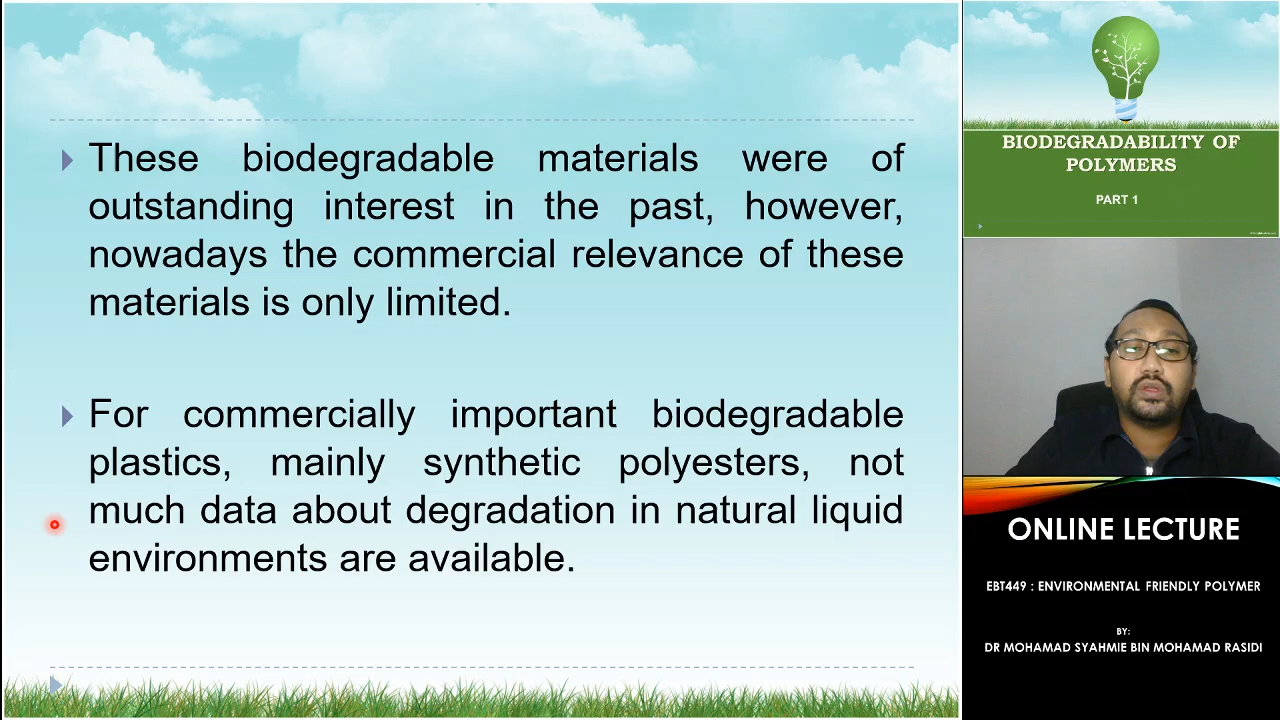 These biodegradable materials were of
outstanding interest in the past, however,
nowadays the commercial relevance of these
materials is only limited.
For commercially important biodegradable
plastics, mainly synthetic polyesters, not
much data about degradation in natural liquid
environments are available.
BIODEGRADABILITY OF
POLYMERS
PART 1
ONLINE LECTURE
EBT449 : ENVIRONMENTAL FRIENDLY POLYMER
BY:
DR MOHAMAD SYAHMIE BIN MOHAMAD RASIDI